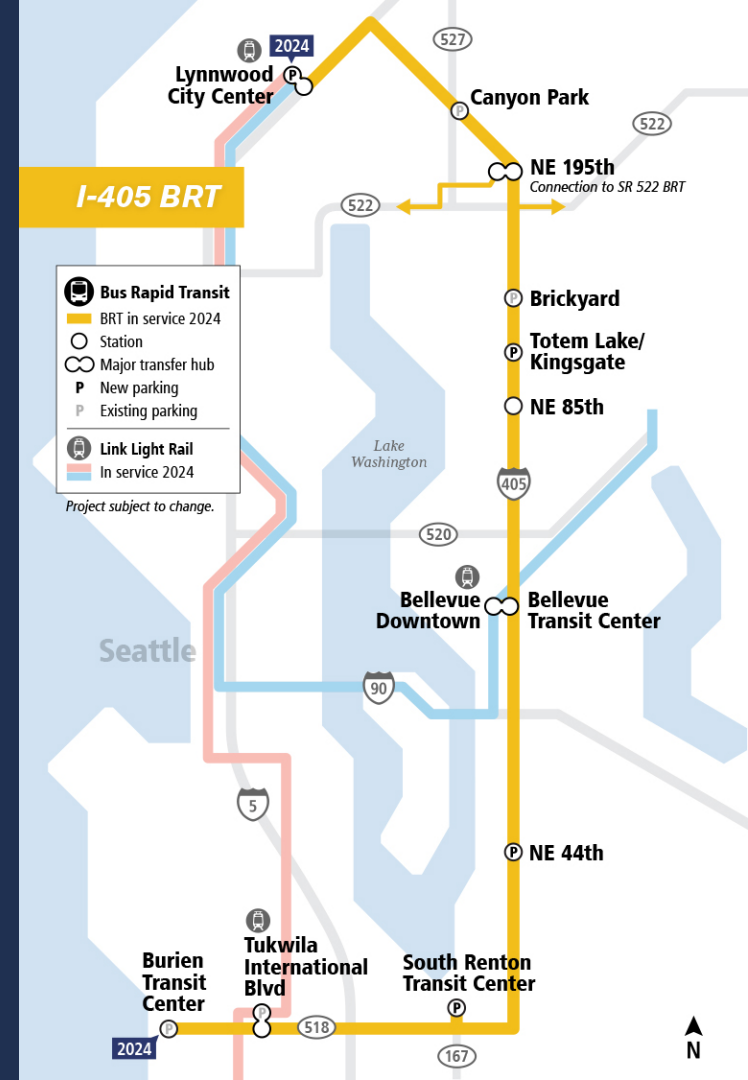 2024
527
Lynnwood
City Center
P
Canyon Park
P
522
NE 195th
Connection to SR 522 BRT
I-405 BRT
522
Bus Rapid Transit
BRT in service 2024
Station
Major transfer hub
P New parking
P Existing parking
Link Light Rail
In service 2024
Project subject to change.
P
Brickyard
P
Totem Lake/
Kingsgate
NE 85th
Lake
Washington
405
520
Bellevue
Downtown
Bellevue
Transit Center
Seattle
90
5
P
NE 44th
Burien
Transit
Center
P
2024
Tukwila
International
Blvd
P
518
South Renton
Transit Center
P
167
N